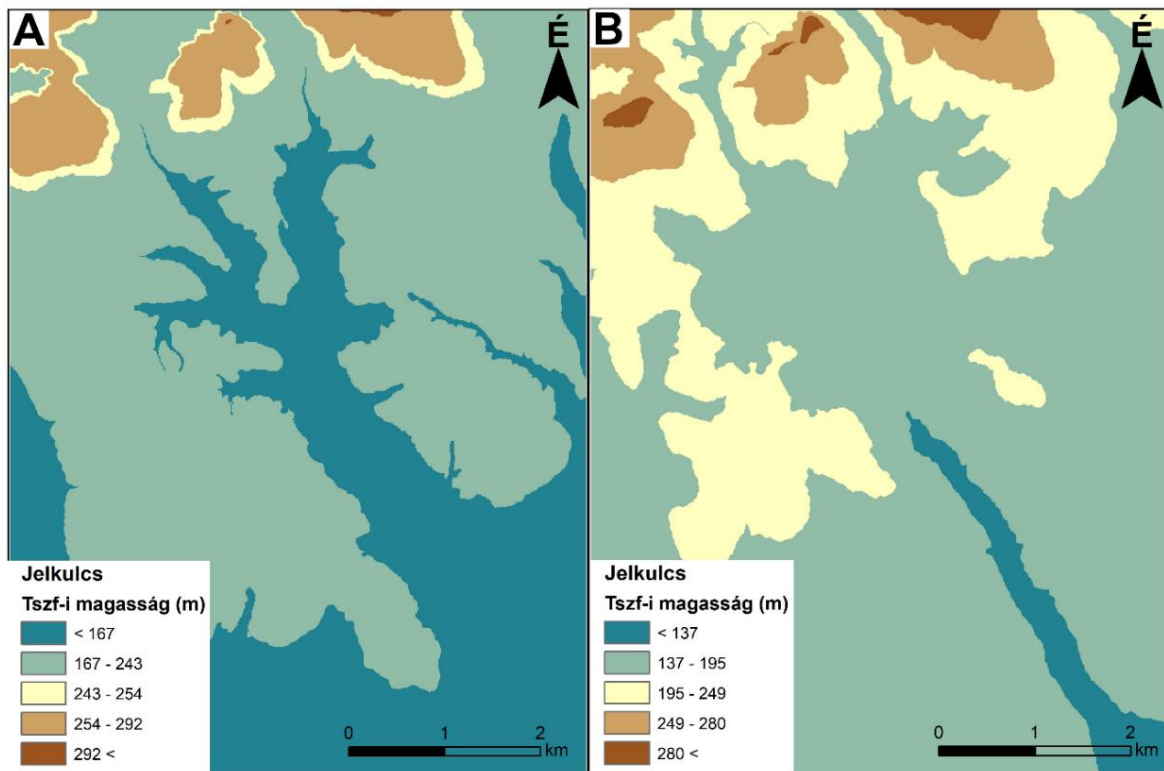 A
É
Jelkulcs
Tszf-i magasság (m)
< 167
167 - 243
243 - 254
254 - 292
292 <
0 1 2
km
B
É
Jelkulcs
Tszf-i magasság (m)
< 137
137 - 195
195 - 249
249 - 280
280 <
0 1 2
km